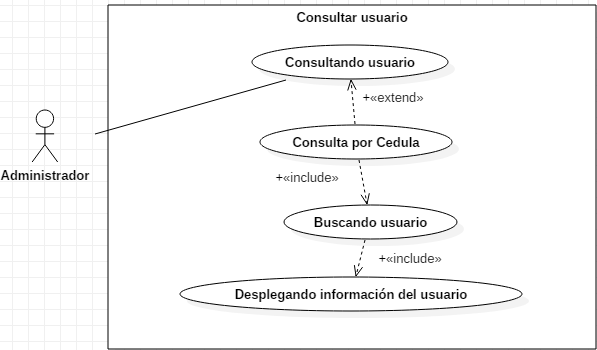 Consultar usuario
Consultando usuario
+«extend»
Consulta por Cedula
+«include»
Administrador
Buscando usuario
+«include»
Desplegando información del usuario